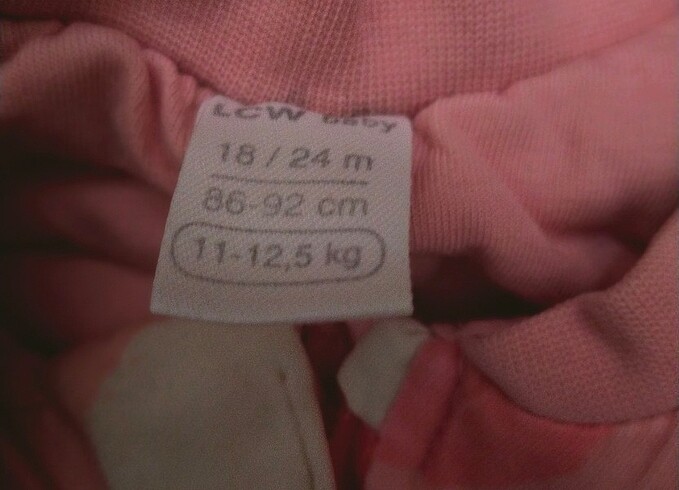 LCW baby
18 / 24 m
86-92 cm
11-12,5 kg